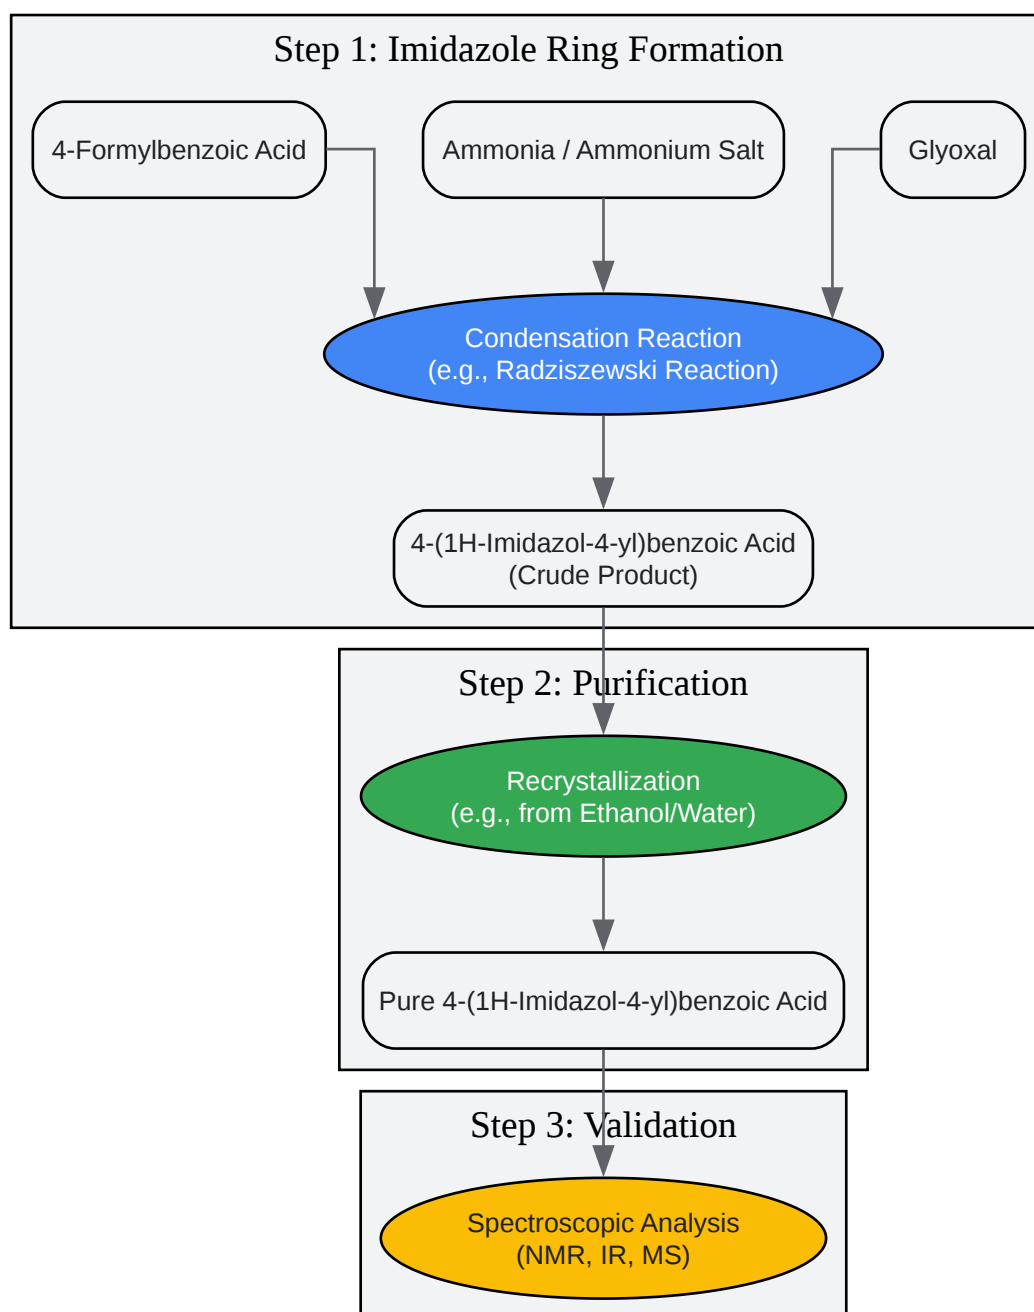 Step 1: Imidazole Ring Formation
4-Formylbenzoic Acid
Ammonia / Ammonium Salt
Glyoxal
Condensation Reaction
(e.g., Radziszewski Reaction)
4-(1H-Imidazol-4-yl)benzoic Acid
(Crude Product)
Step 2: Purification
Recrystallization
(e.g., from Ethanol/Water)
Pure 4-(1H-Imidazol-4-yl)benzoic Acid
Step 3: Validation
Spectroscopic Analysis
(NMR, IR, MS)